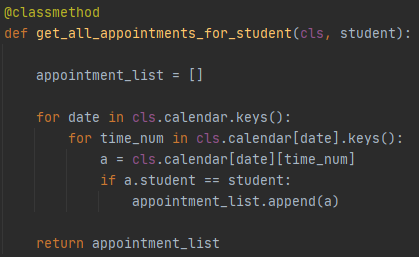 @classmethod
def get_all_appointments_for_student(cls, student):
appointment_list = []
for date in cls.calendar.keys():
for time_num in cls.calendar[date].keys():
a = cls.calendar[date][time_num]
if a.student == student:
appointment_list.append(a)
return appointment_list